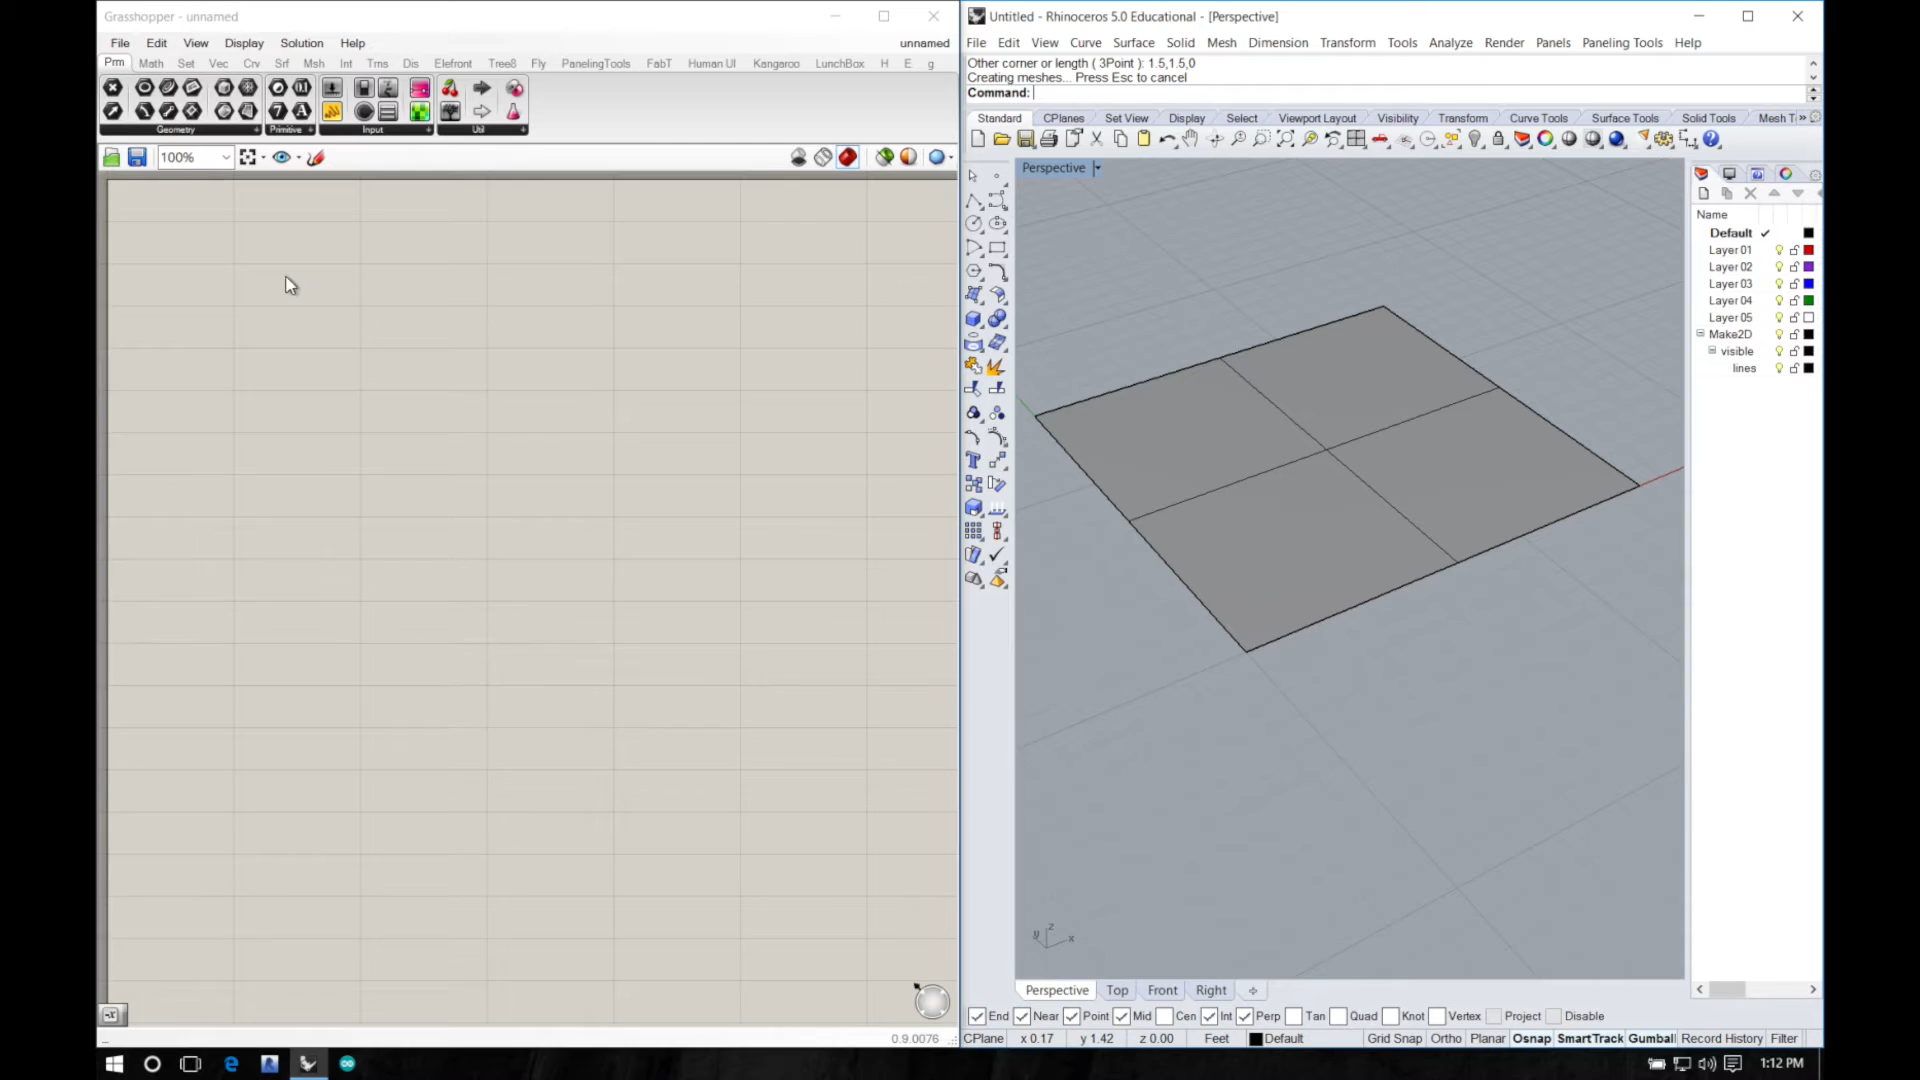 Grasshopper - unnamed
File Edit View Display Solution Help unnamed
Prm Math Set Vec Crv Srf Msh Int Trns Dis Elefront Tree8 Fly PanelingTools FabT Human UI Kangaroo LunchBox H E g
Geometry Primitive Input Util
100%
0.9.0076
Untitled - Rhinoceros 5.0 Educational - [Perspective]
File Edit View Curve Surface Solid Mesh Dimension Transform Tools Analyze Render Panels Paneling Tools Help
Other corner or length ( 3Point ): 1.5,1.5,0
Creating meshes... Press Esc to cancel
Command:
Standard CPlanes Set View Display Select Viewport Layout Visibility Transform Curve Tools Surface Tools Solid Tools Mesh T
Perspective
Name
Default
Layer 01
Layer 02
Layer 03
Layer 04
Layer 05
Make2D
visible
lines
z
y
x
Perspective Top Front Right
End Near Point Mid Cen Int Perp Tan Quad Knot Vertex Project Disable
CPlane x 0.17 y 1.42 z 0.00 Feet Default Grid Snap Ortho Planar Osnap SmartTrack Gumball Record History Filter
1:12 PM